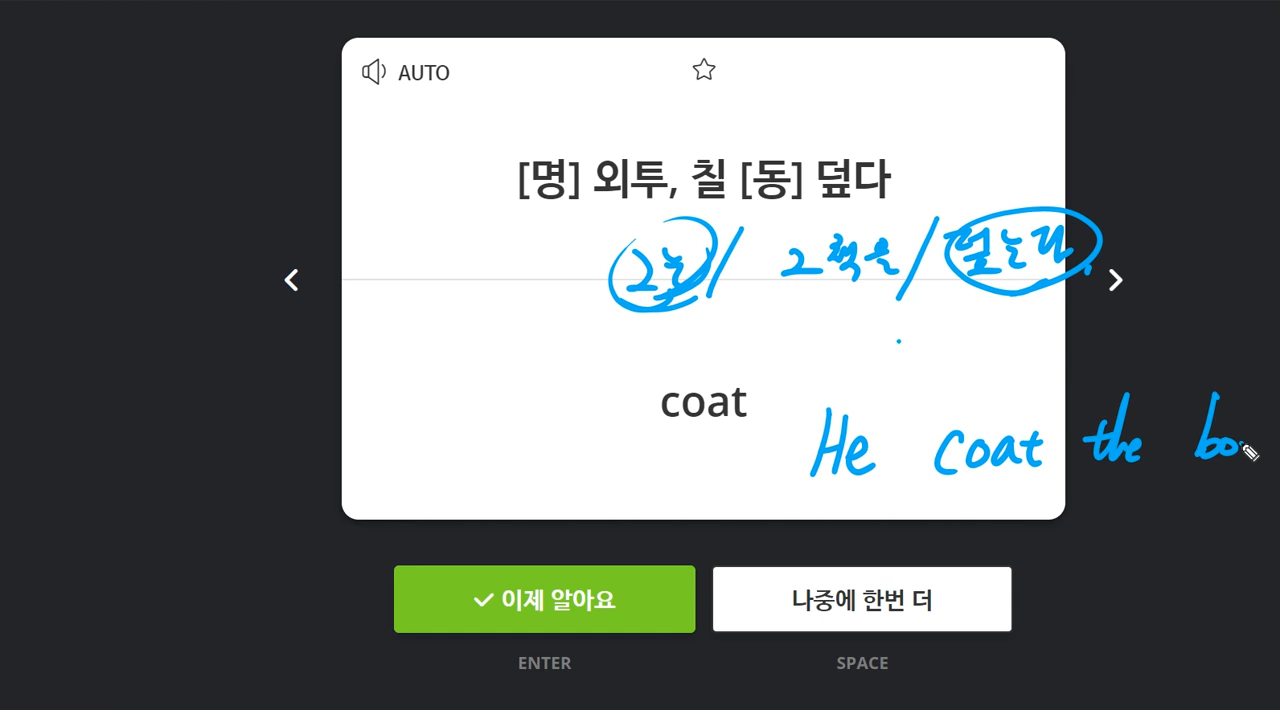 AUTO
[명] 외투, 칠 [동] 덮다
그는 / 그 책을 / 덮는다.
coat
He coat the bo
이제 알아요
나중에 한번 더
ENTER
SPACE